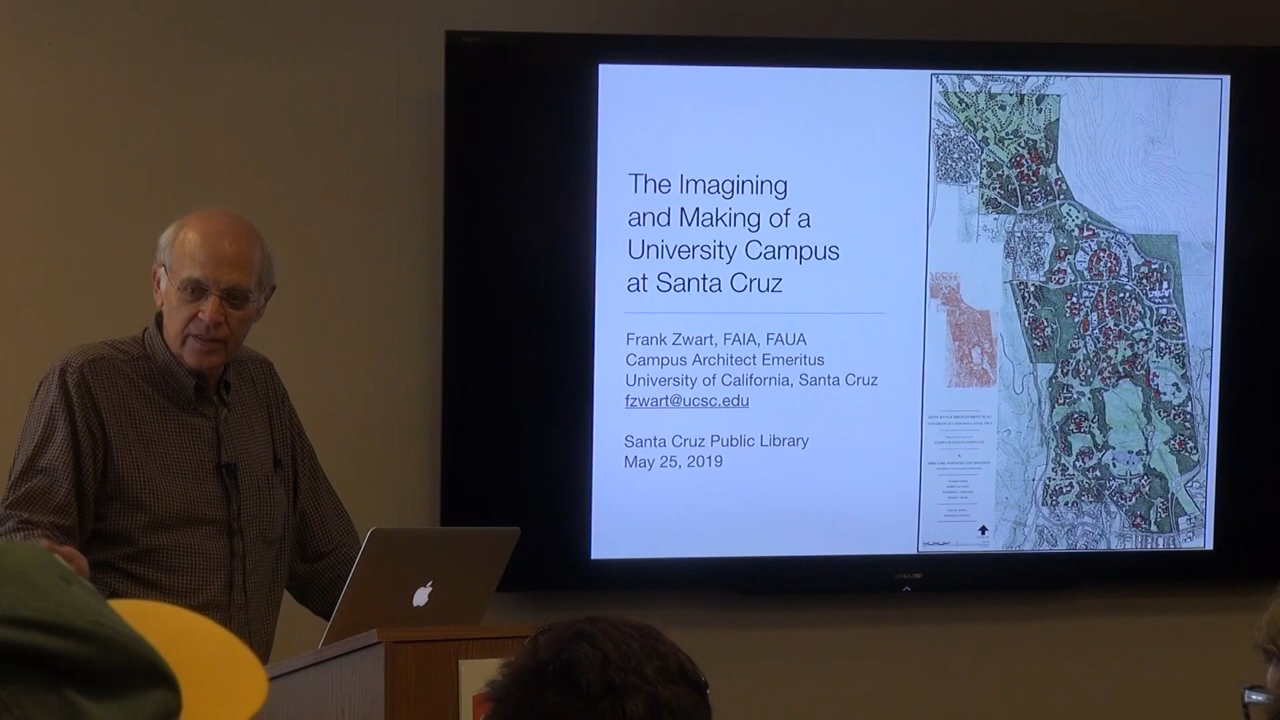 The Imagining
and Making of a
University Campus
at Santa Cruz
Frank Zwart, FAIA, FAUA
Campus Architect Emeritus
University of California, Santa Cruz
fzwart@ucsc.edu
Santa Cruz Public Library
May 25, 2019
SHARP